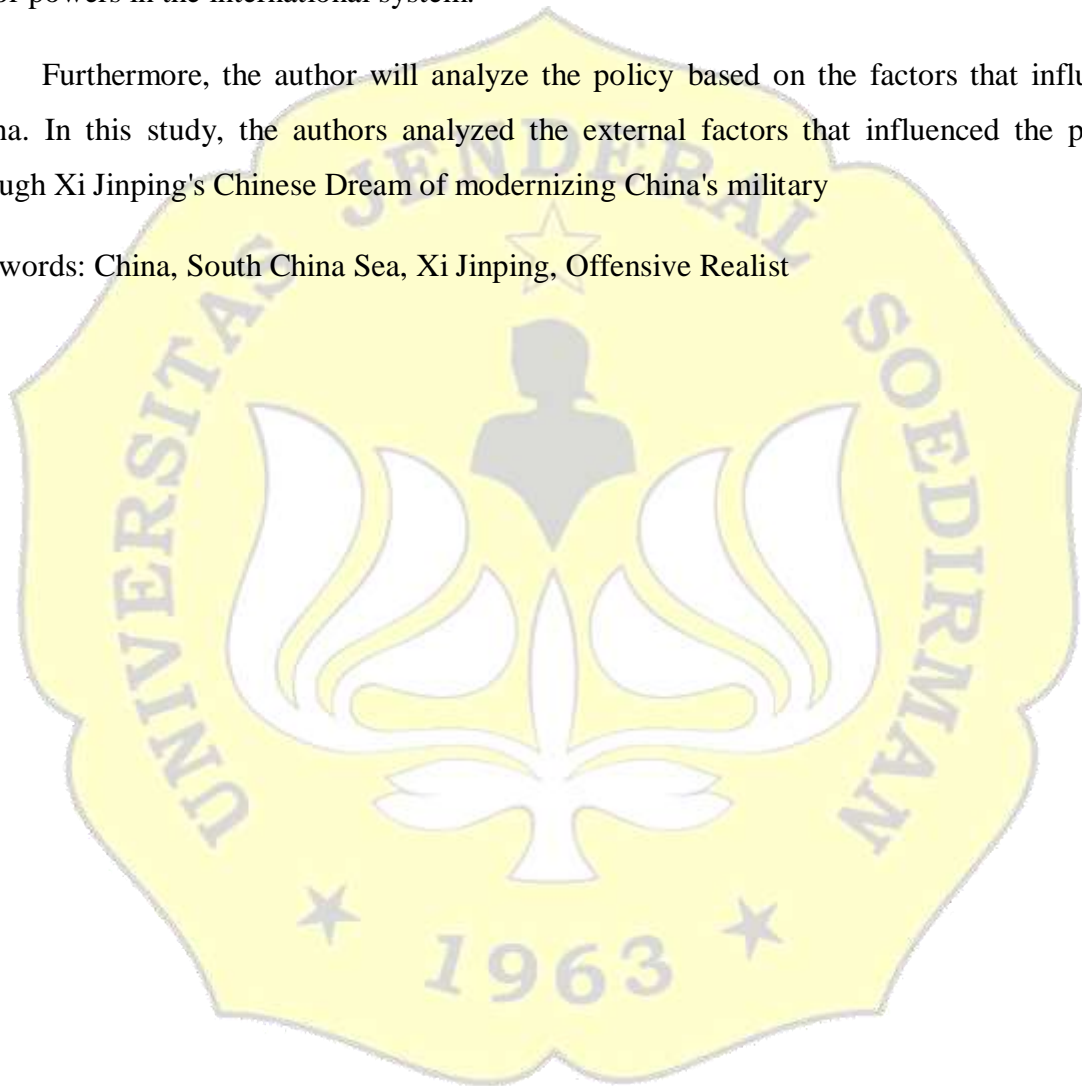 or powers in the international system.
Furthermore, the author will analyze the policy based on the factors that influ
na. In this study, the authors analyzed the external factors that influenced the p
ough Xi Jinping's Chinese Dream of modernizing China's military
words: China, South China Sea, Xi Jinping, Offensive Realist
UNIVERSITAS JENDERAL SOEDIRMAN
1963